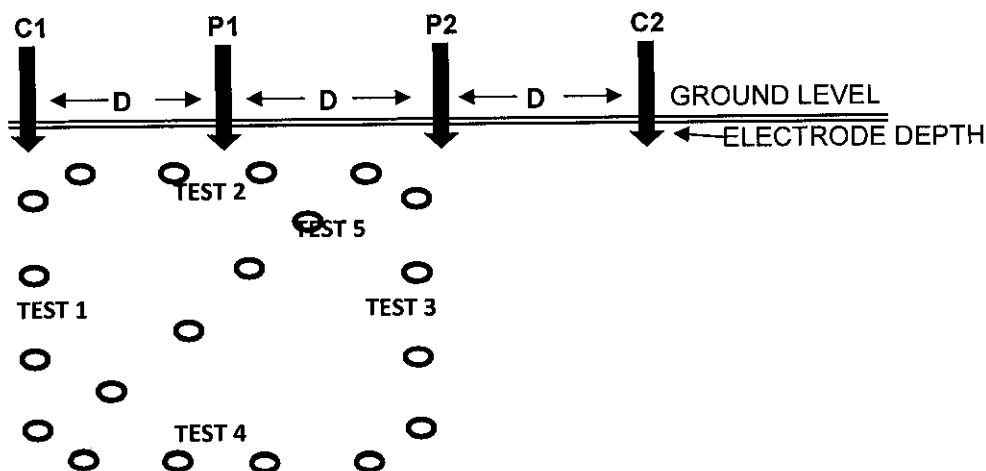 C1 P1 P2 C2
D D D
GROUND LEVEL
ELECTRODE DEPTH
TEST 2
TEST 5
TEST 1 TEST 3
TEST 4